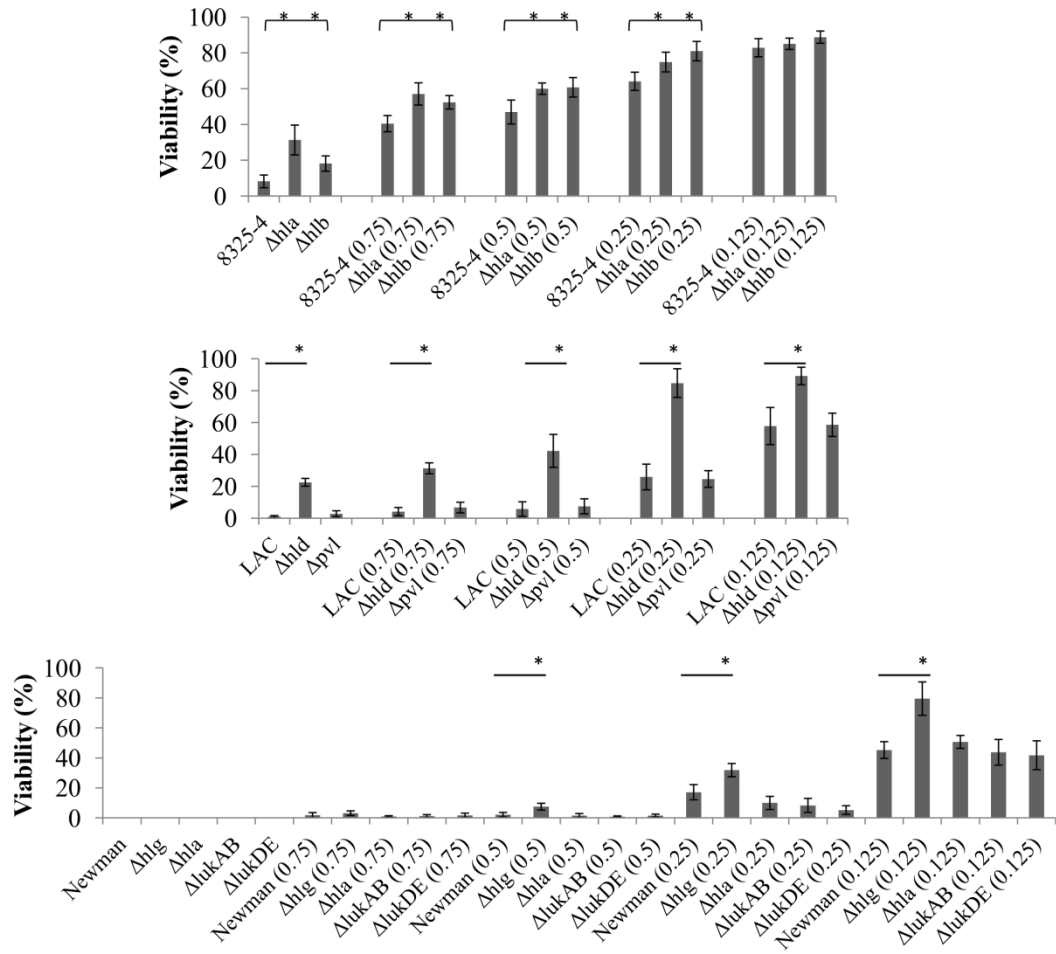 * * * * * * * *
Viability (%)
100
80
60
40
20
0
8325-4
Δhla
Δhlb
8325-4 (0.75)
Δhla (0.75)
Δhlb (0.75)
8325-4 (0.5)
Δhla (0.5)
Δhlb (0.5)
8325-4 (0.25)
Δhla (0.25)
Δhlb (0.25)
8325-4 (0.125)
Δhla (0.125)
Δhlb (0.125)
* * * * *
Viability (%)
100
80
60
40
20
0
LAC
Δhld
Δpvl
LAC (0.75)
Δhld (0.75)
Δpvl (0.75)
LAC (0.5)
Δhld (0.5)
Δpvl (0.5)
LAC (0.25)
Δhld (0.25)
Δpvl (0.25)
LAC (0.125)
Δhld (0.125)
Δpvl (0.125)
* * *
Viability (%)
100
80
60
40
20
0
Newman
Δhlg
Δhla
ΔlukAB
ΔlukDE
Newman (0.75)
Δhlg (0.75)
Δhla (0.75)
ΔlukAB (0.75)
ΔlukDE (0.75)
Newman (0.5)
Δhlg (0.5)
Δhla (0.5)
ΔlukAB (0.5)
ΔlukDE (0.5)
Newman (0.25)
Δhlg (0.25)
Δhla (0.25)
ΔlukAB (0.25)
ΔlukDE (0.25)
Newman (0.125)
Δhlg (0.125)
Δhla (0.125)
ΔlukAB (0.125)
ΔlukDE (0.125)